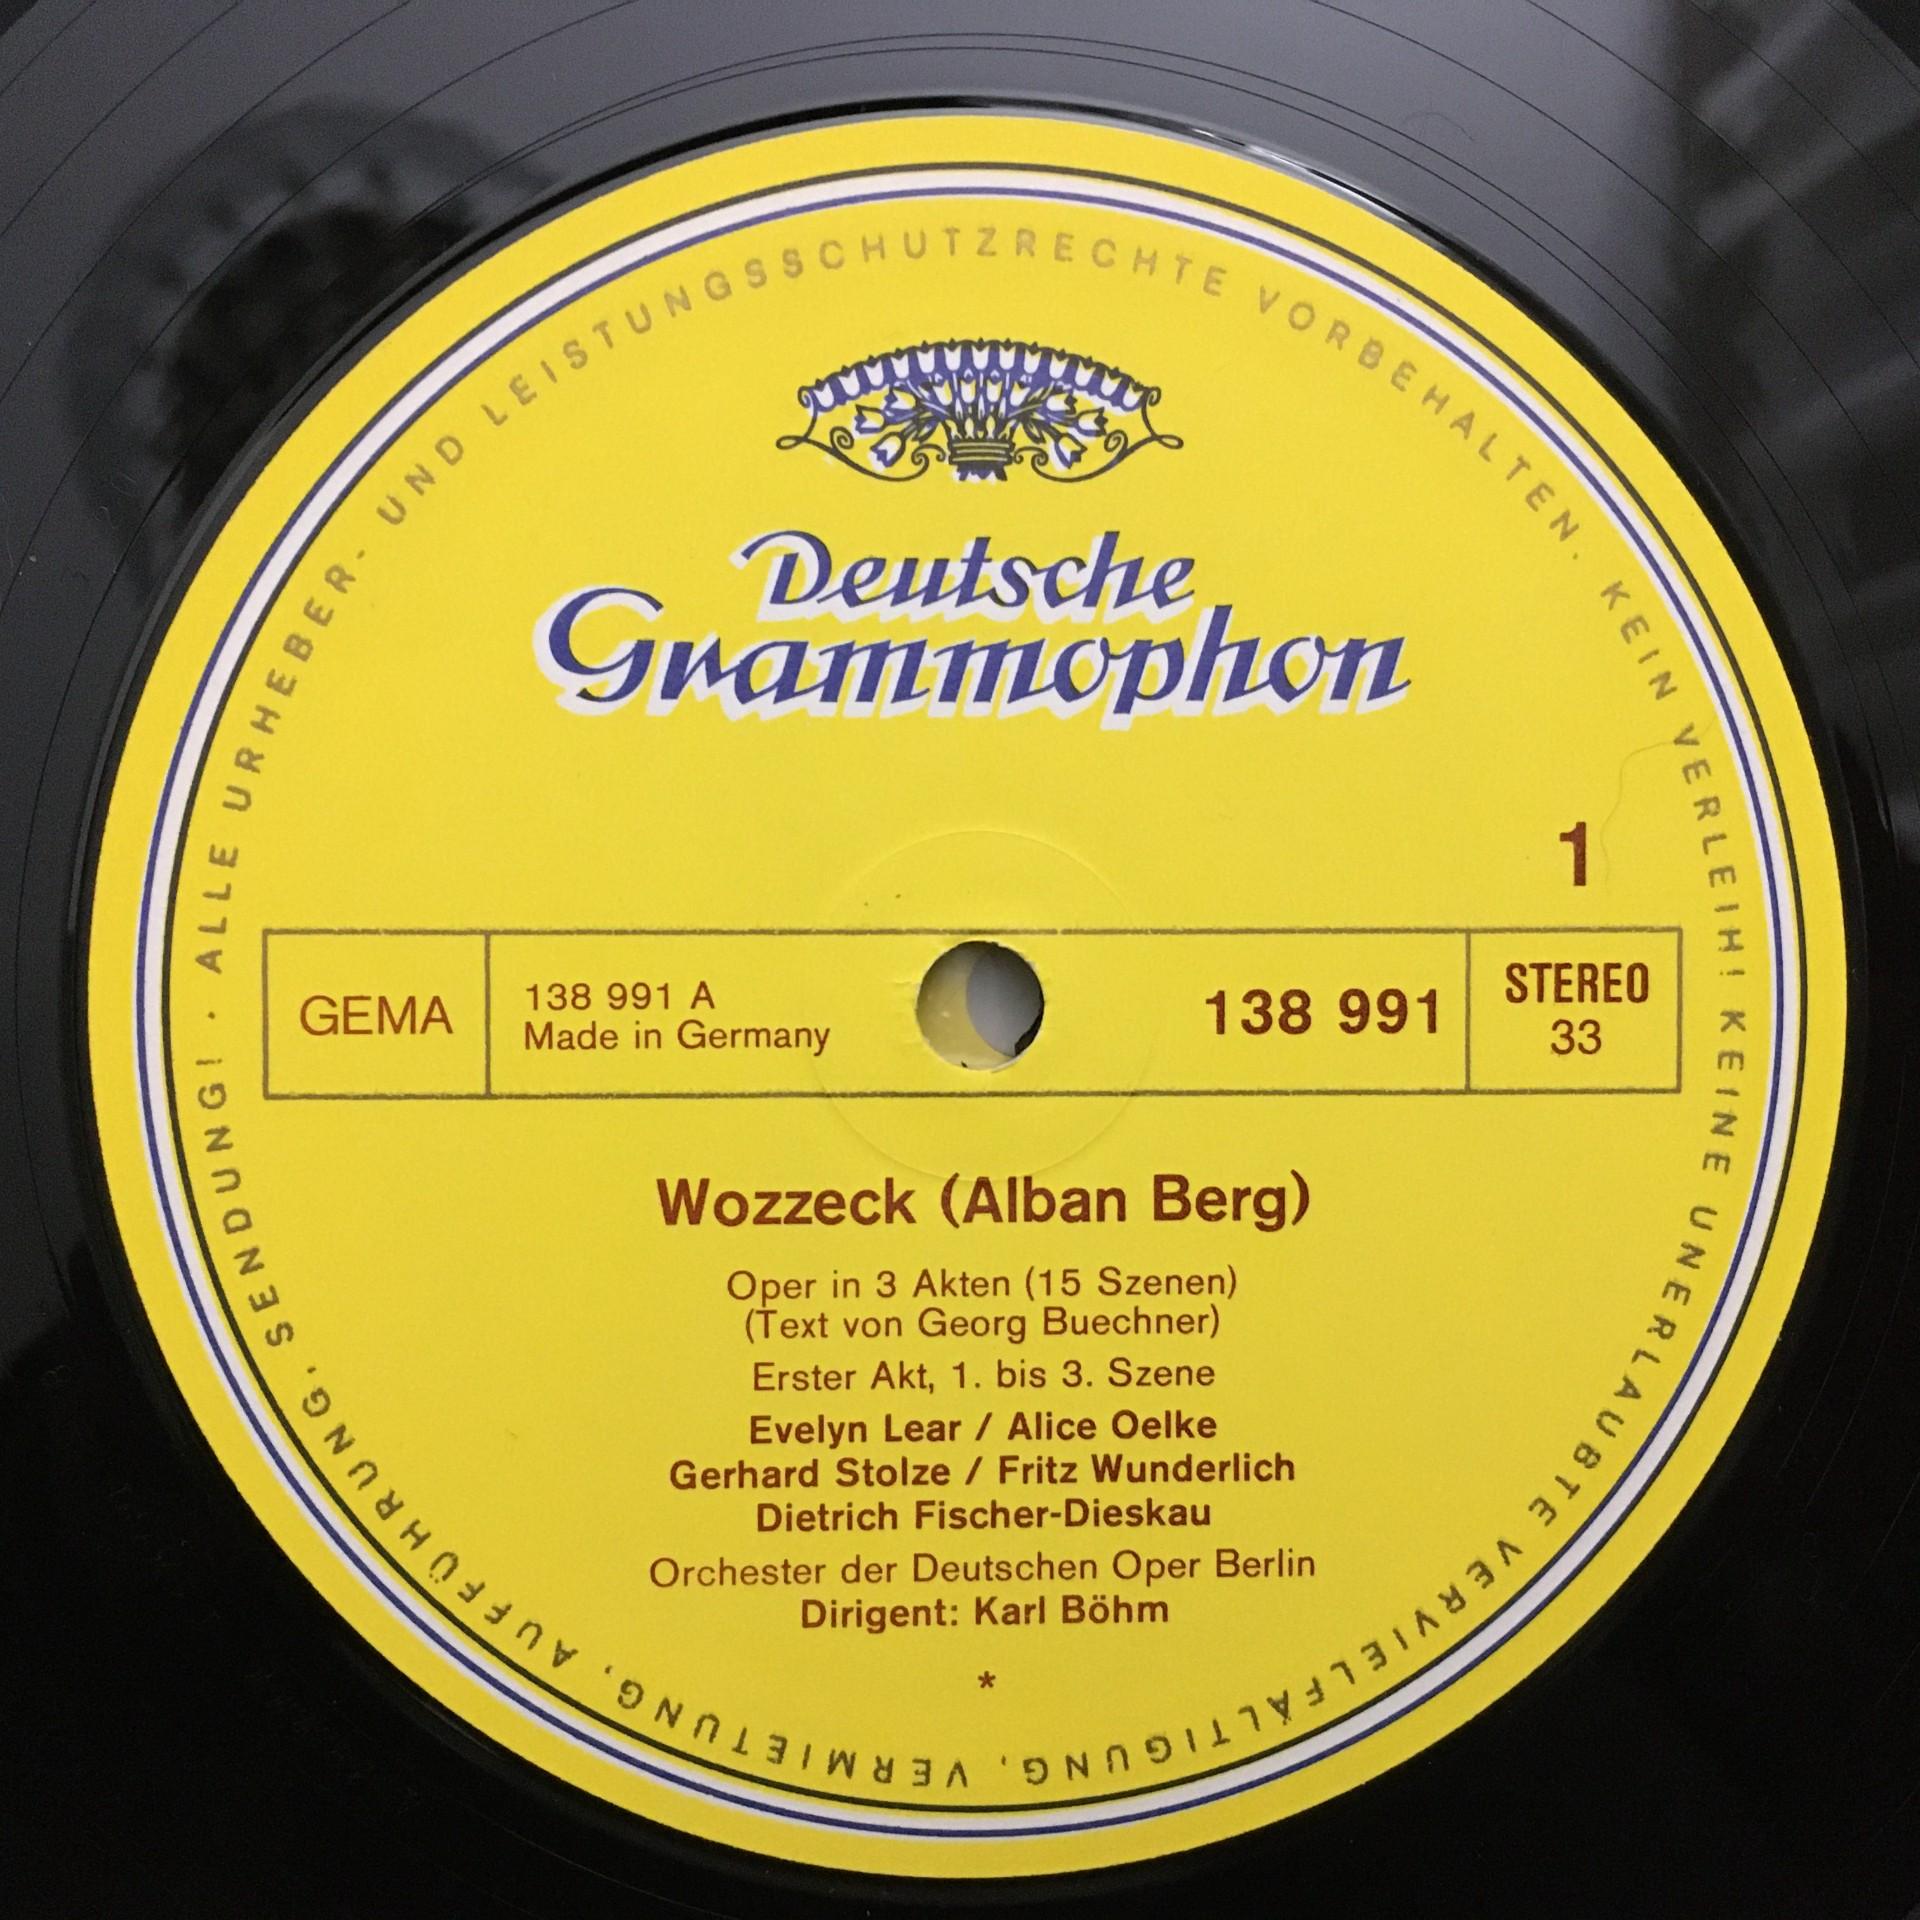 ALLE URHEBER- UND LEISTUNGSSCHUTZRECHTE VORBEHALTEN. KEIN VERLEIH! KEINE UNERLAUBTE VERVIELFÄLTIGUNG, VERMIETUNG, AUFFÜHRUNG, SENDUNG! ·
Deutsche
Grammophon
1
GEMA
138 991 A
Made in Germany
138 991
STEREO
33
Wozzeck (Alban Berg)
Oper in 3 Akten (15 Szenen)
(Text von Georg Buechner)
Erster Akt, 1. bis 3. Szene
Evelyn Lear / Alice Oelke
Gerhard Stolze / Fritz Wunderlich
Dietrich Fischer-Dieskau
Orchester der Deutschen Oper Berlin
Dirigent: Karl Böhm
*